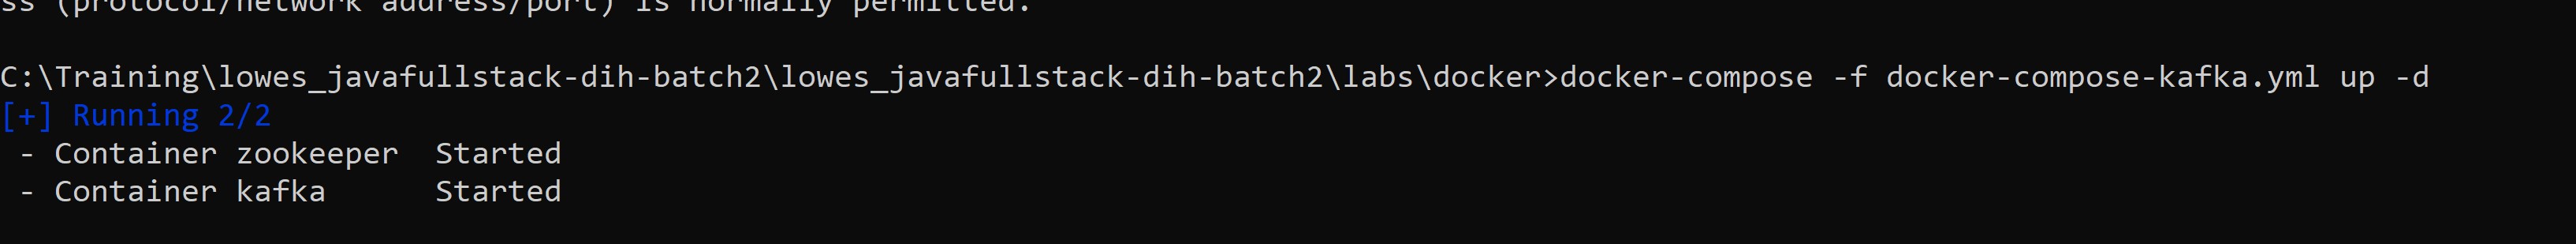 ss (protocol/network address/port) is normally permitted.
C:\Training\lowes_javafullstack-dih-batch2\lowes_javafullstack-dih-batch2\labs\docker>docker-compose -f docker-compose-kafka.yml up -d
[+] Running 2/2
 - Container zookeeper  Started
 - Container kafka      Started